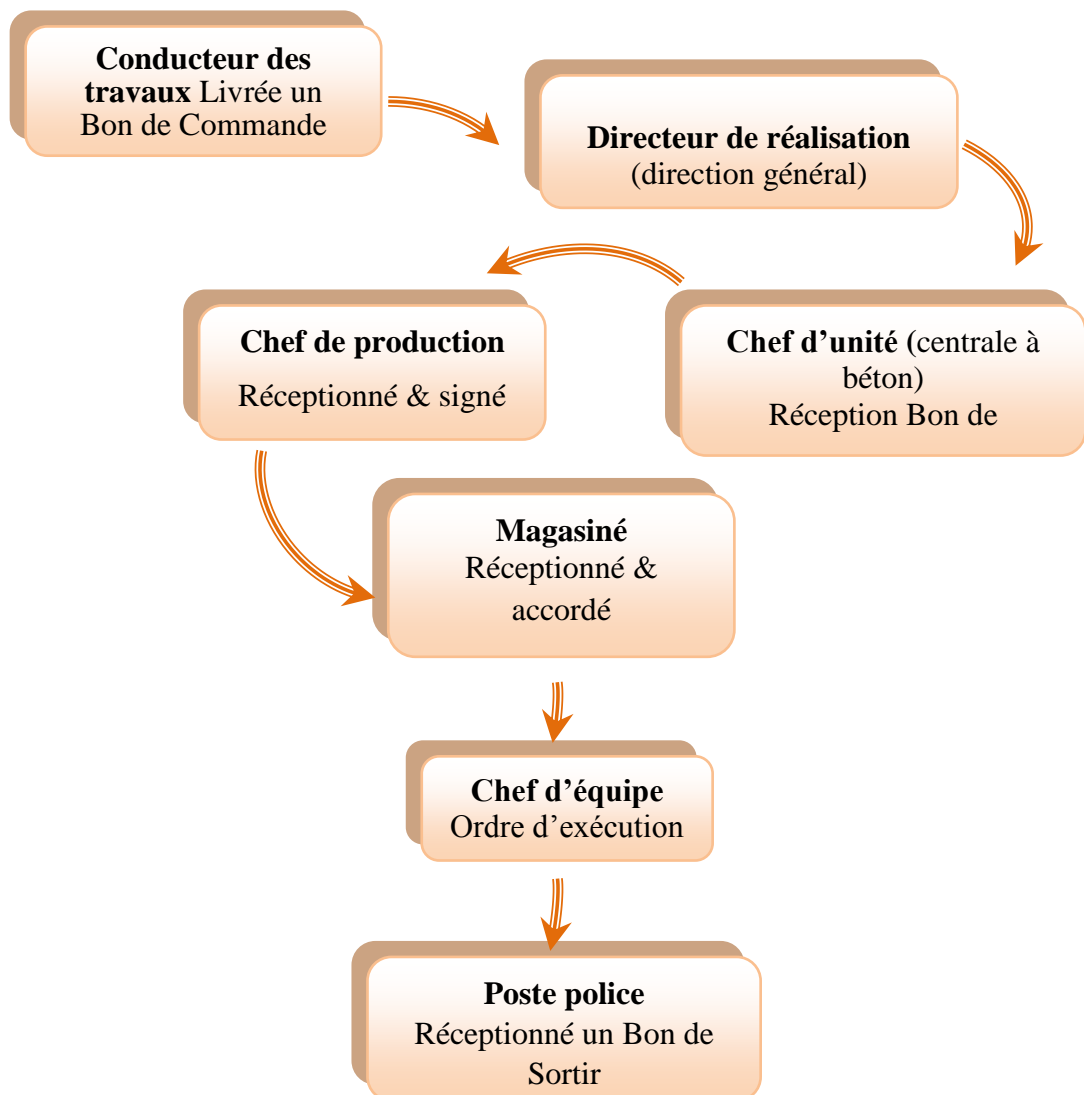 Conducteur des
travaux Livrée un
Bon de Commande
Directeur de réalisation
(direction général)
Chef d’unité (centrale à
béton)
Réception Bon de
Chef de production
Réceptionné & signé
Magasiné
Réceptionné &
accordé
Chef d’équipe
Ordre d’exécution
Poste police
Réceptionné un Bon de
Sortir